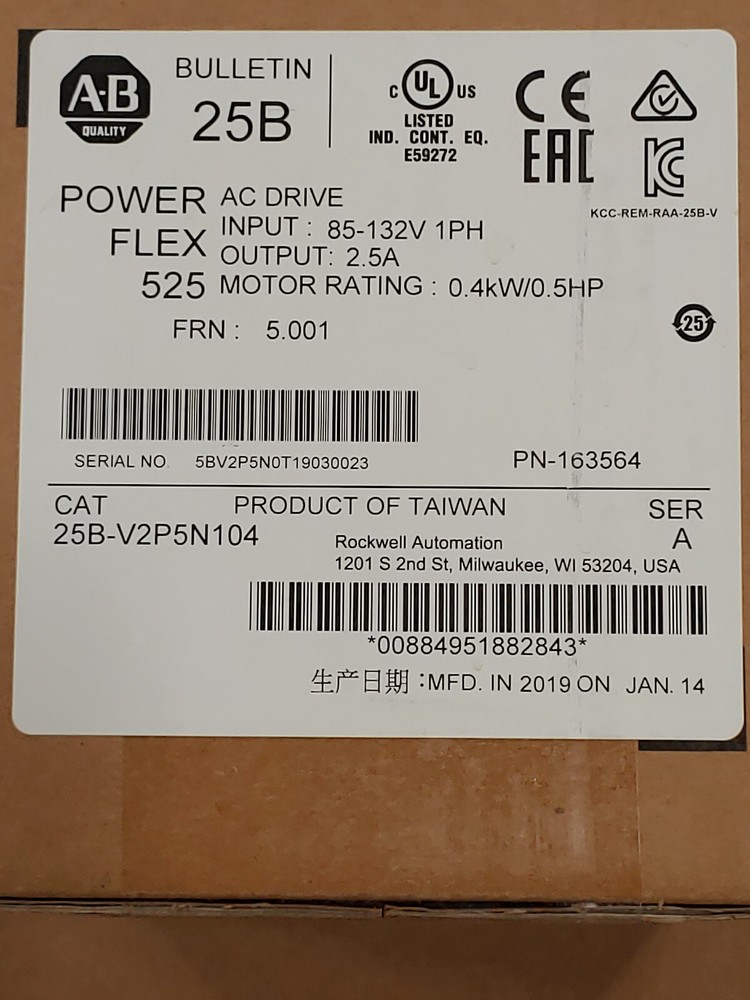 A-B
QUALITY
BULLETIN
25B
C UL US
LISTED
IND. CONT. EQ.
E59272
CE
EAC
KC
KCC-REM-RAA-25B-V
POWER
FLEX
525
AC DRIVE
INPUT : 85-132V 1PH
OUTPUT: 2.5A
MOTOR RATING : 0.4kW/0.5HP
FRN : 5.001
25
SERIAL NO. 5BV2P5N0T19030023
PN-163564
CAT
25B-V2P5N104
PRODUCT OF TAIWAN
SER
A
Rockwell Automation
1201 S 2nd St, Milwaukee, WI 53204, USA
*00884951882843*
生产日期 :MFD. IN 2019 ON JAN. 14